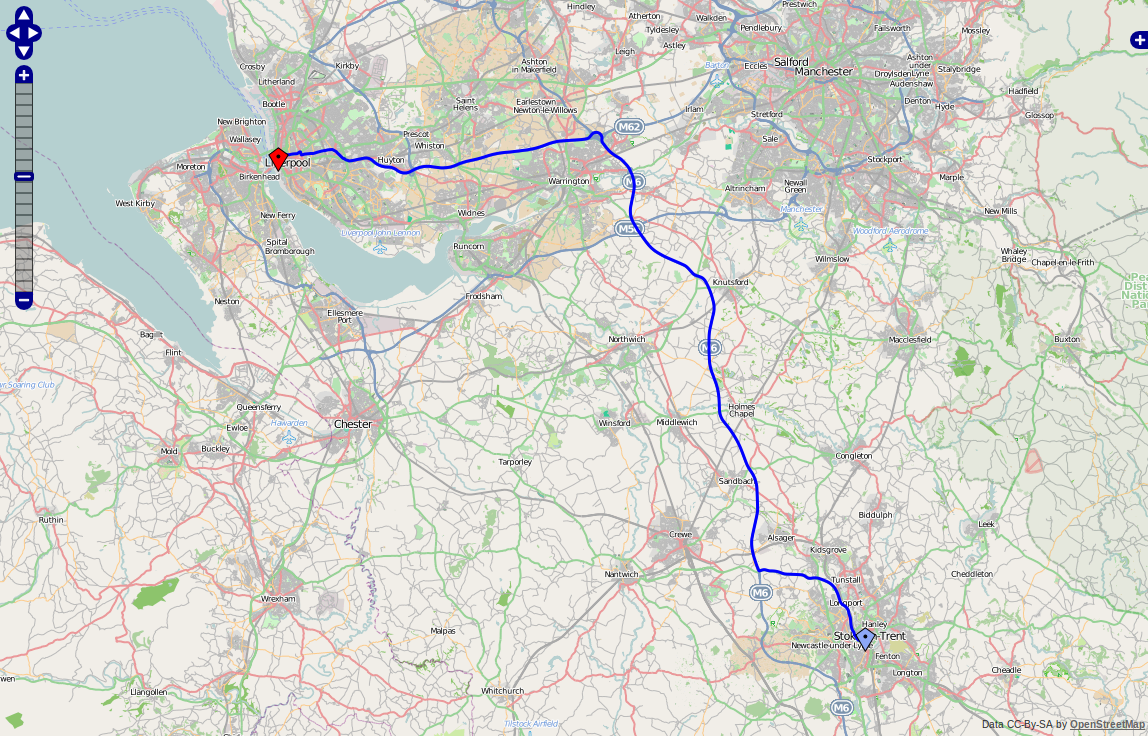 Hindley
Atherton
Walkden
Prestwich
Pendlebury
Failsworth
Mossley
Tyldesley
Astley
Leigh
Crosby
Kirkby
Ashton
in Makerfield
Barton
Eccles
Salford
Manchester
Droylsden
Ashton
under
Lyne
Stalybridge
Audenshaw
Litherland
Bootle
Saint
Helens
Earlestown
Newton-le-Willows
Irlam
Denton
Hyde
Hadfield
Glossop
Stretford
New Brighton
Wallasey
Prescot
Whiston
M62
Sale
Moreton
Liverpool
Huyton
Stockport
Birkenhead
Warrington
M6
Altrincham
Newall
Green
Marple
West Kirby
New Ferry
Widnes
Manchester
New Mills
Liverpool John Lennon
M5
Woodford Aerodrome
Spital
Bromborough
Runcorn
Wilmslow
Whaley
Bridge
Chapel-en-le-Frith
Neston
Frodsham
Knutsford
Pea
Dist
Natio
Pa
Ellesmere
Port
Bagillt
Flint
Northwich
M6
Macclesfield
Buxton
ur Soaring Club
Queensferry
Hawarden
Ewloe
Chester
Winsford
Middlewich
Holmes
Chapel
Mold
Buckley
Tarporley
Congleton
Sandbach
Ruthin
Biddulph
Leek
Crewe
Alsager
Kidsgrove
Nantwich
Tunstall
Cheddleton
Wrexham
M6
Longport
Malpas
Hanley
Stoke-on-Trent
Newcastle-under-Lyme
Fenton
Longton
Cheadle
wen
Llangollen
Whitchurch
M6
Tilstock Airfield
Data CC-By-SA by OpenStreetMap